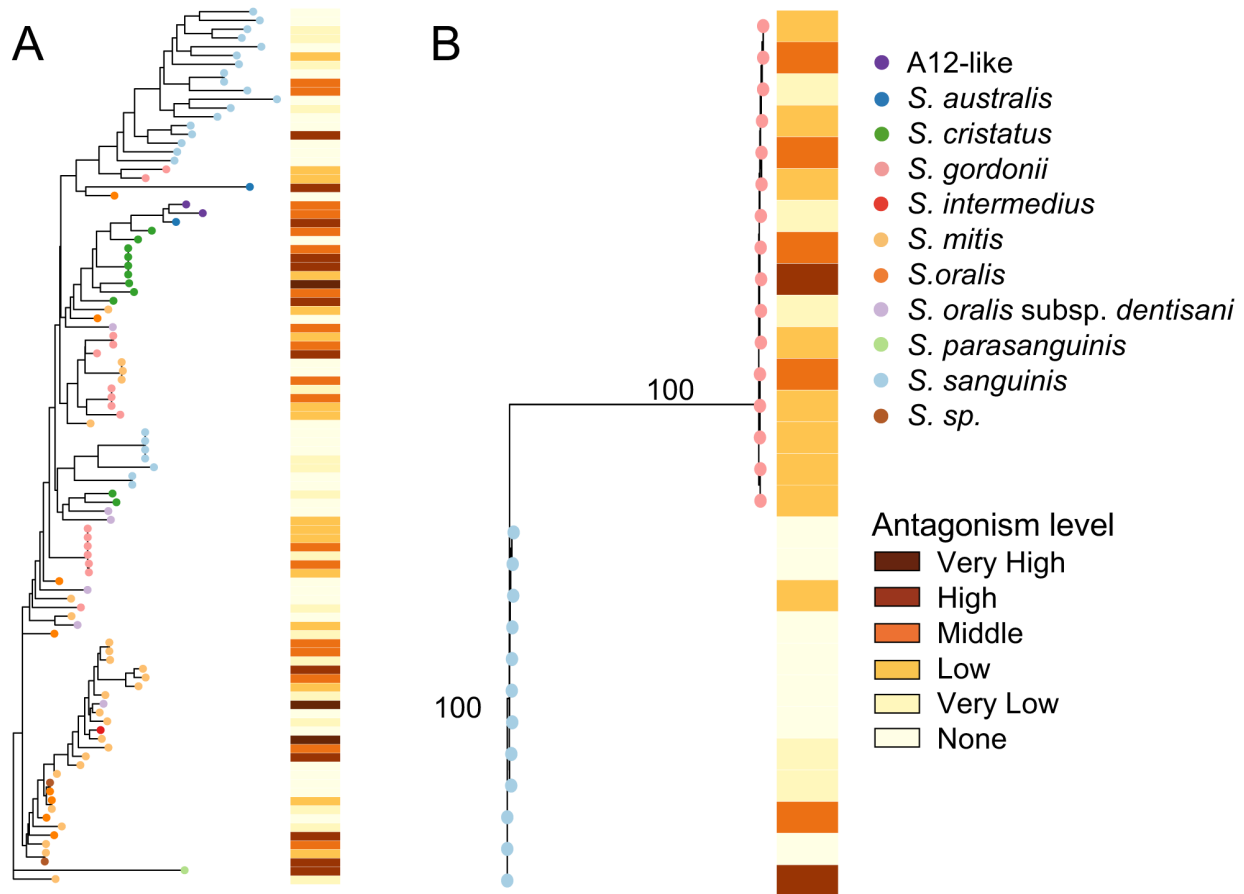 A
B
A12-like
S. australis
S. cristatus
S. gordonii
S. intermedius
S. mitis
S.oralis
S. oralis subsp. dentisani
S. parasanguinis
S. sanguinis
S. sp.
100
100
Antagonism level
Very High
High
Middle
Low
Very Low
None